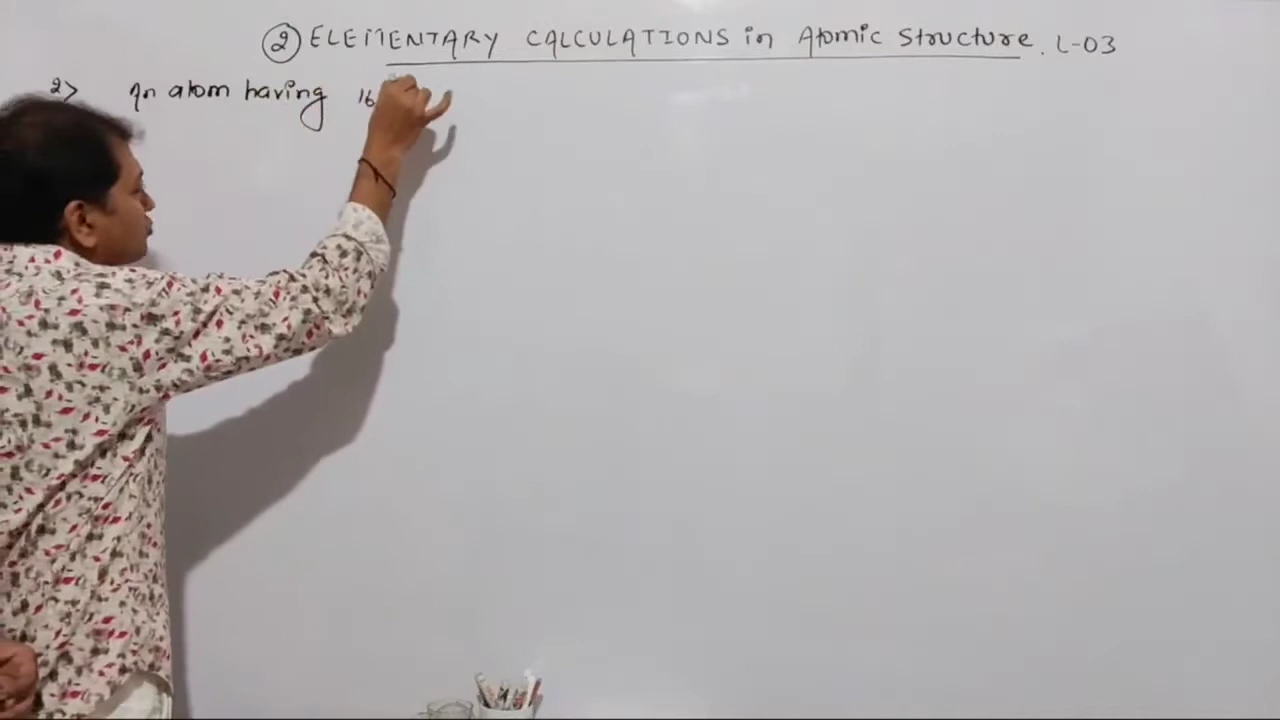 ② ELEMENTARY CALCULATIONS in Atomic Structure. L-03
2> An atom having 16